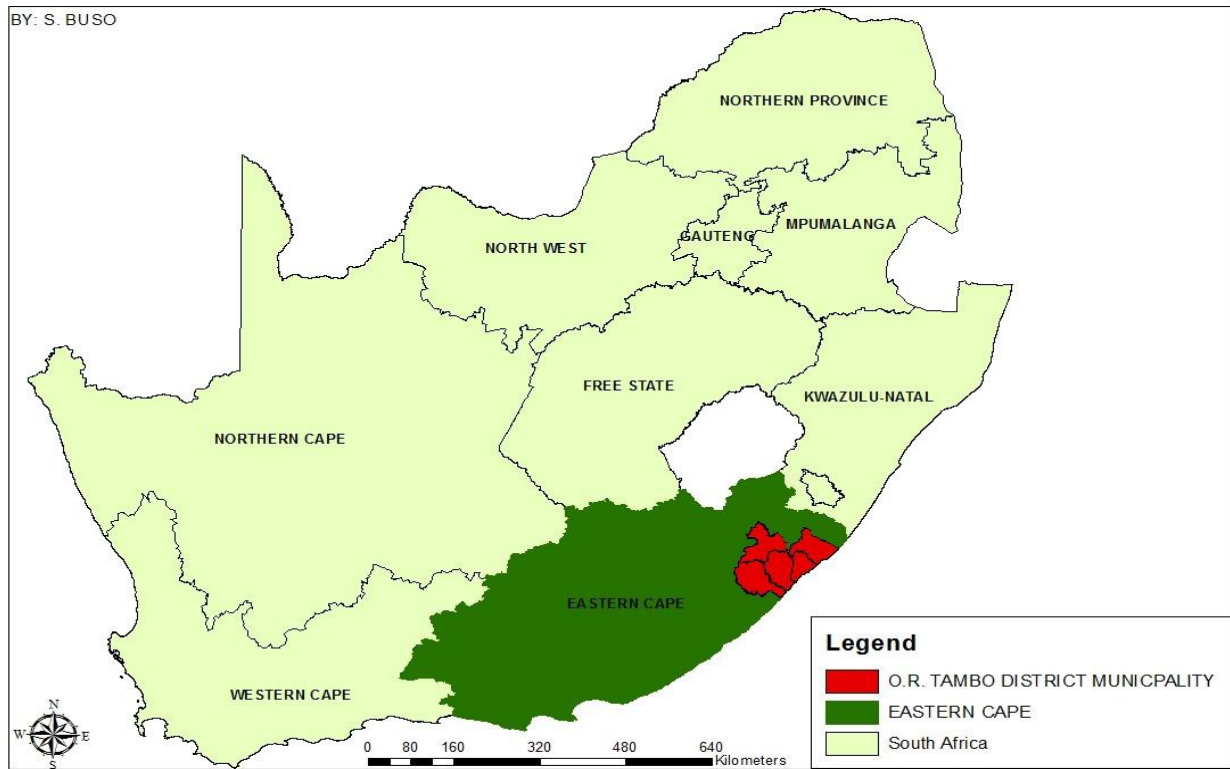 BY: S. BUSO
NORTHERN PROVINCE
MPUMALANGA
GAUTENG
NORTH WEST
FREE STATE
KWAZULU-NATAL
NORTHERN CAPE
EASTERN CAPE
WESTERN CAPE
Legend
O.R. TAMBO DISTRICT MUNICPALITY
EASTERN CAPE
South Africa
N
W E
S
0 80 160 320 480 640
Kilometers